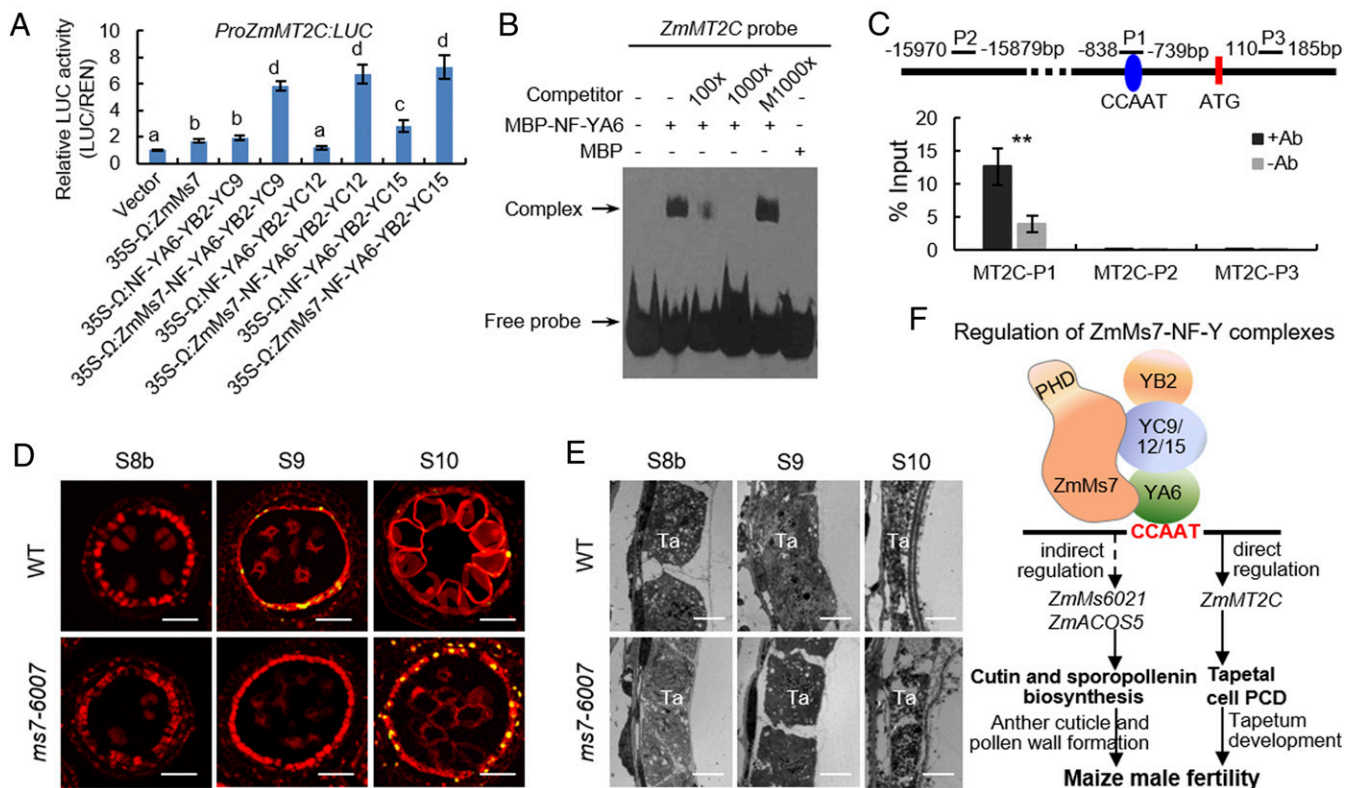 A
ProZmMT2C:LUC
Relative LUC activity
(LUC/REN)
10
8
6
4
2
0
a
b
b
d
a
d
c
d
Vector
35S-Ω:ZmMs7
35S-Ω:NF-YA6-YB2-YC9
35S-Ω:ZmMs7-NF-YA6-YB2-YC9
35S-Ω:NF-YA6-YB2-YC12
35S-Ω:ZmMs7-NF-YA6-YB2-YC12
35S-Ω:NF-YA6-YB2-YC15
35S-Ω:ZmMs7-NF-YA6-YB2-YC15
B
ZmMT2C probe
Competitor - - 100x 1000x M1000x -
MBP-NF-YA6 - + + + + -
MBP - - - - - +
Complex
Free probe
C
P2 P1 P3
-15970 -15879bp -838 -739bp 110 185bp
CCAAT ATG
% Input
20
15
10
5
0
**
+Ab
-Ab
MT2C-P1 MT2C-P2 MT2C-P3
D
S8b S9 S10
WT
ms7-6007
E
S8b S9 S10
WT
Ta Ta Ta
ms7-6007
Ta Ta Ta
F
Regulation of ZmMs7-NF-Y complexes
PHD
YB2
YC9/
12/15
ZmMs7
YA6
CCAAT
indirect
regulation
direct
regulation
ZmMs6021
ZmACOS5
ZmMT2C
Cutin and sporopollenin
biosynthesis
Tapetal
cell PCD
Anther cuticle and
pollen wall formation
Tapetum
development
Maize male fertility